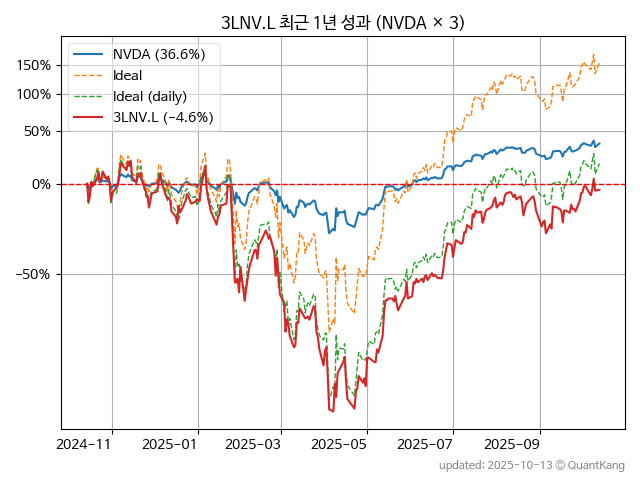 3LNV.L 최근 1년 성과 (NVDA × 3)
NVDA (36.6%)
Ideal
Ideal (daily)
3LNV.L (−4.6%)
150%
100%
50%
0%
−50%
2024-11
2025-01
2025-03
2025-05
2025-07
2025-09
updated: 2025-10-13 © QuantKang